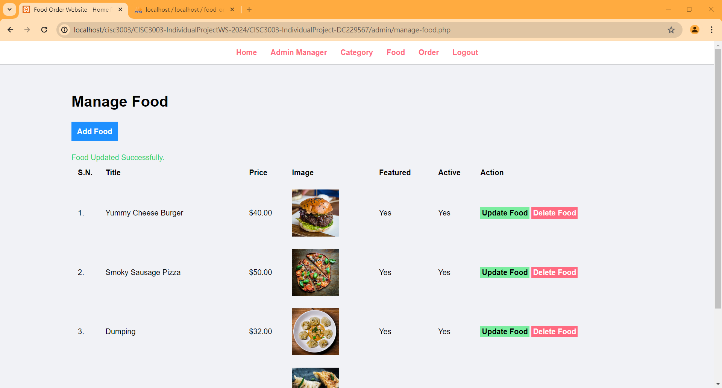 Food Order Website - Home
localhost / localhost / food-o
localhost/cisc3003/CISC3003-IndividualProjectWS-2024/CISC3003-IndividualProject-DC229567/admin/manage-food.php
Home Admin Manager Category Food Order Logout
Manage Food
Add Food
Food Updated Successfully.
S.N. Title Price Image Featured Active Action
1. Yummy Cheese Burger $40.00 Yes Yes Update Food Delete Food
2. Smoky Sausage Pizza $50.00 Yes Yes Update Food Delete Food
3. Dumping $32.00 Yes Yes Update Food Delete Food